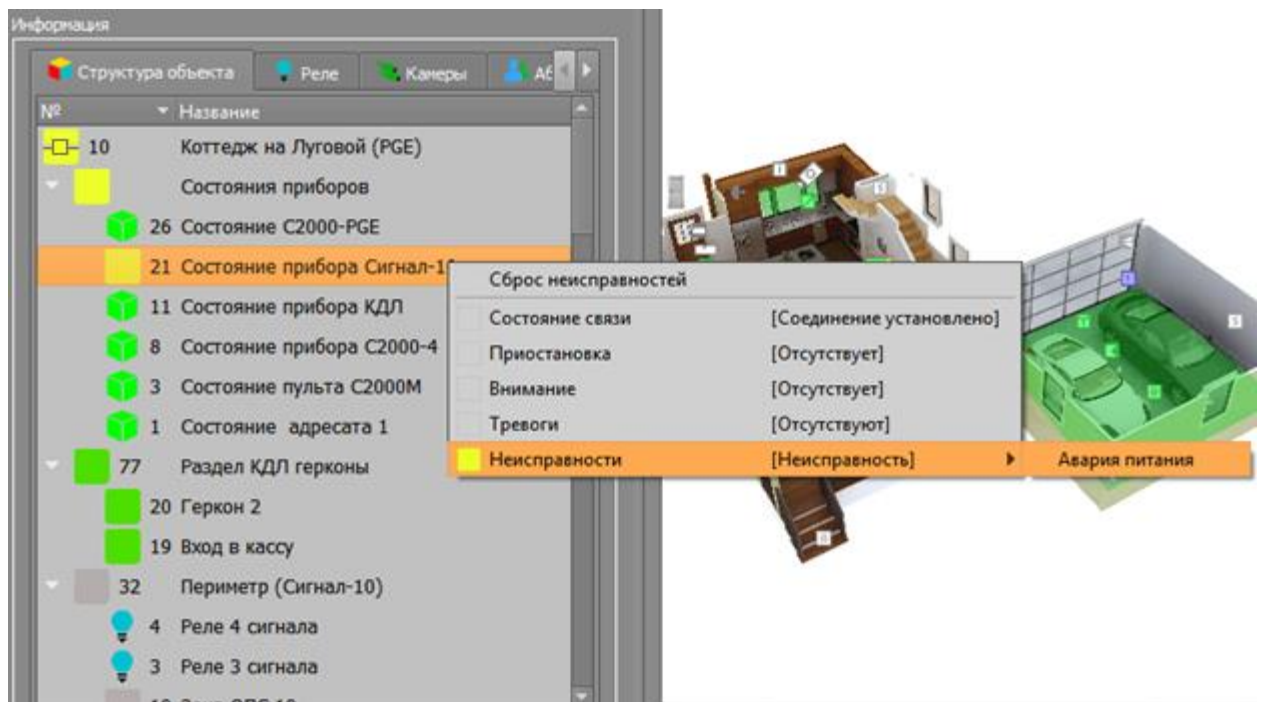 Информация
Структура объекта Реле Камеры Аб
№ Название
10 Коттедж на Луговой (PGE)
Состояния приборов
26 Состояние С2000-PGE
21 Состояние прибора Сигнал-10
11 Состояние прибора КДЛ
8 Состояние прибора С2000-4
3 Состояние пульта С2000М
1 Состояние адресата 1
77 Раздел КДЛ герконы
20 Геркон 2
19 Вход в кассу
32 Периметр (Сигнал-10)
4 Реле 4 сигнала
3 Реле 3 сигнала
Сброс неисправностей
Состояние связи [Соединение установлено]
Приостановка [Отсутствует]
Внимание [Отсутствует]
Тревоги [Отсутствуют]
Неисправности [Неисправность] Авария питания